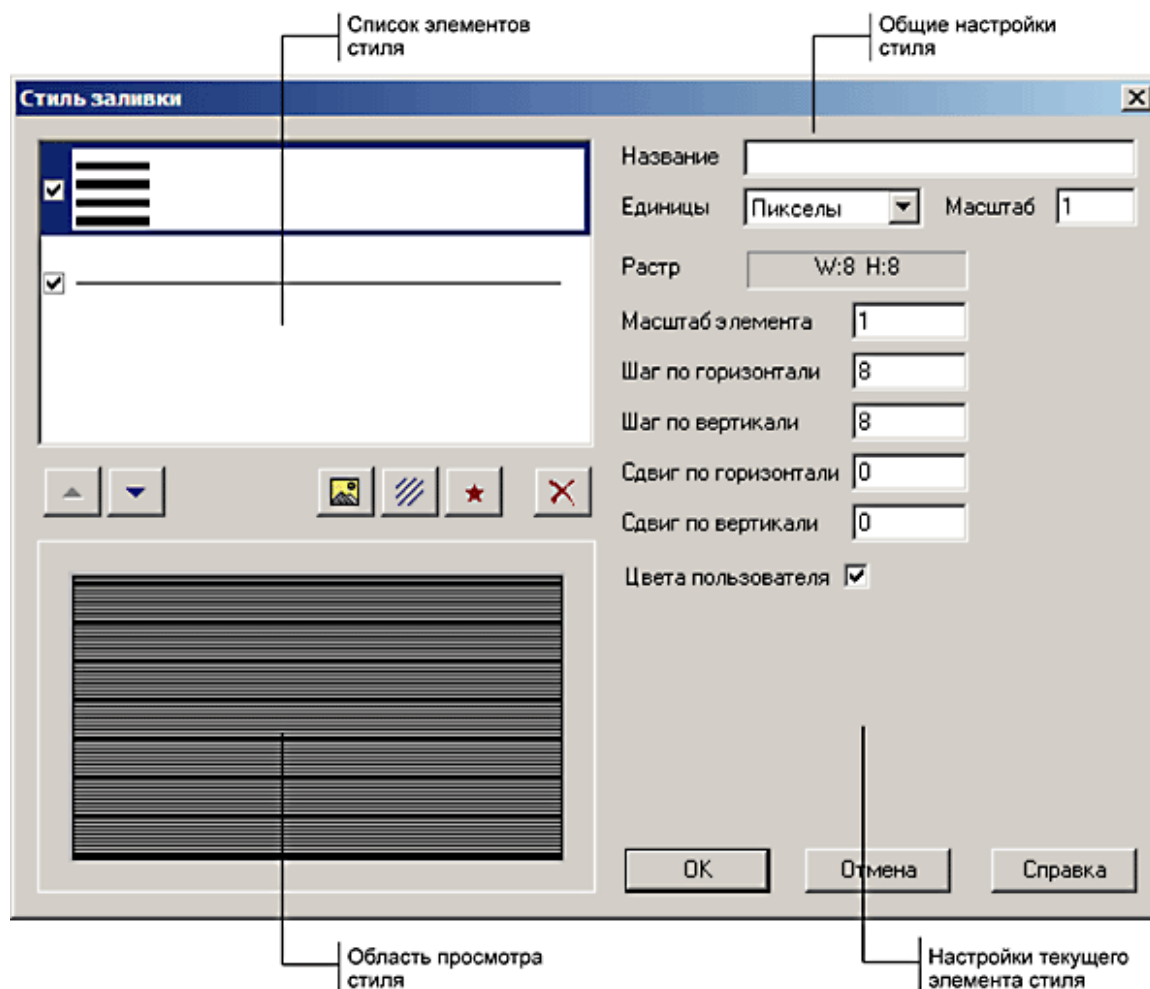 Список элементов
стиля
Общие настройки
стиля
Стиль заливки
Название
Единицы Пикселы Масштаб 1
Растр W:8 H:8
Масштаб элемента 1
Шаг по горизонтали 8
Шаг по вертикали 8
Сдвиг по горизонтали 0
Сдвиг по вертикали 0
Цвета пользователя
OK Отмена Справка
Область просмотра
стиля
Настройки текущего
элемента стиля